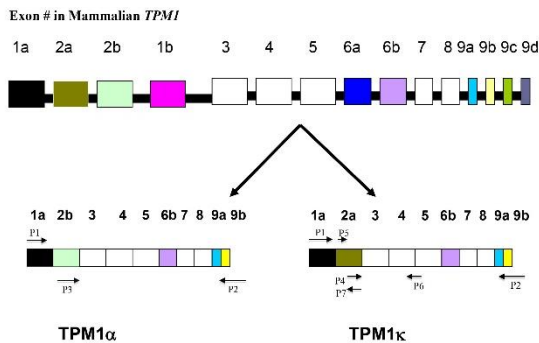 Exon # in Mammalian TPM1
1a 2a 2b 1b 3 4 5 6a 6b 7 8 9a 9b 9c 9d
1a 2b 3 4 5 6b 7 8 9a 9b
P1
P3 P2
TPM1α
1a 2a 3 4 5 6b 7 8 9a 9b
P1 P5
P4 P6 P2
P7
TPM1κ